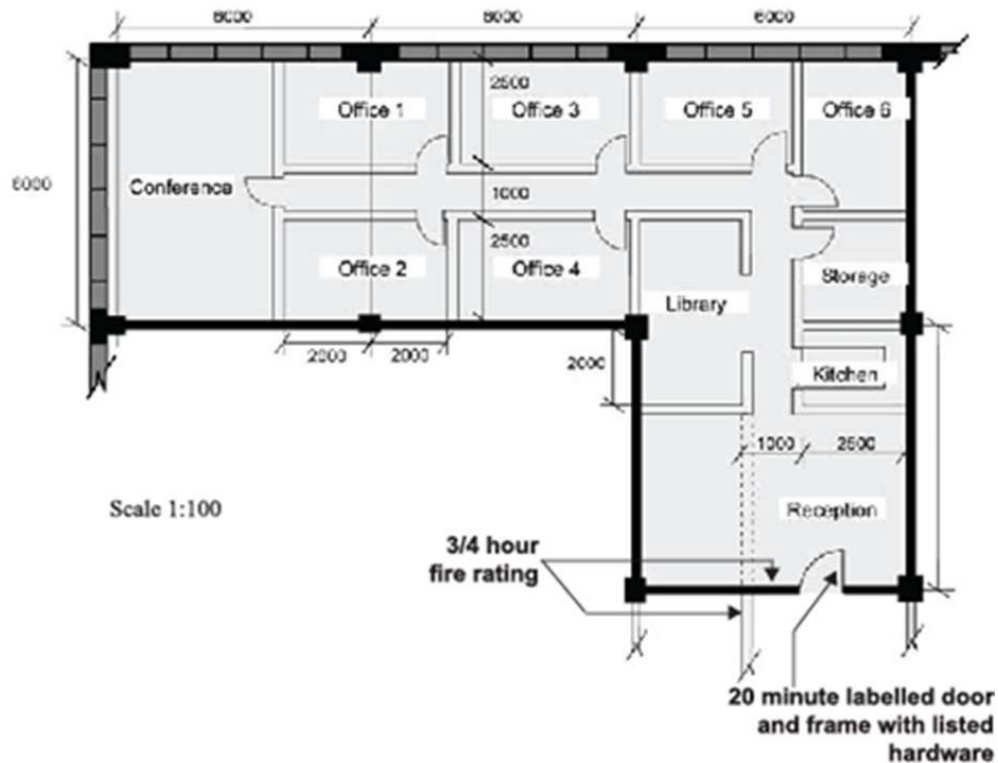 6000 6000 6000
2500
Office 1 Office 3 Office 5 Office 6
6000
Conference
1000
2500
Office 2 Office 4
Storage
Library
2000 2000
2000
Kitchen
1000 2500
Scale 1:100
Reception
3/4 hour
fire rating
20 minute labelled door
and frame with listed
hardware